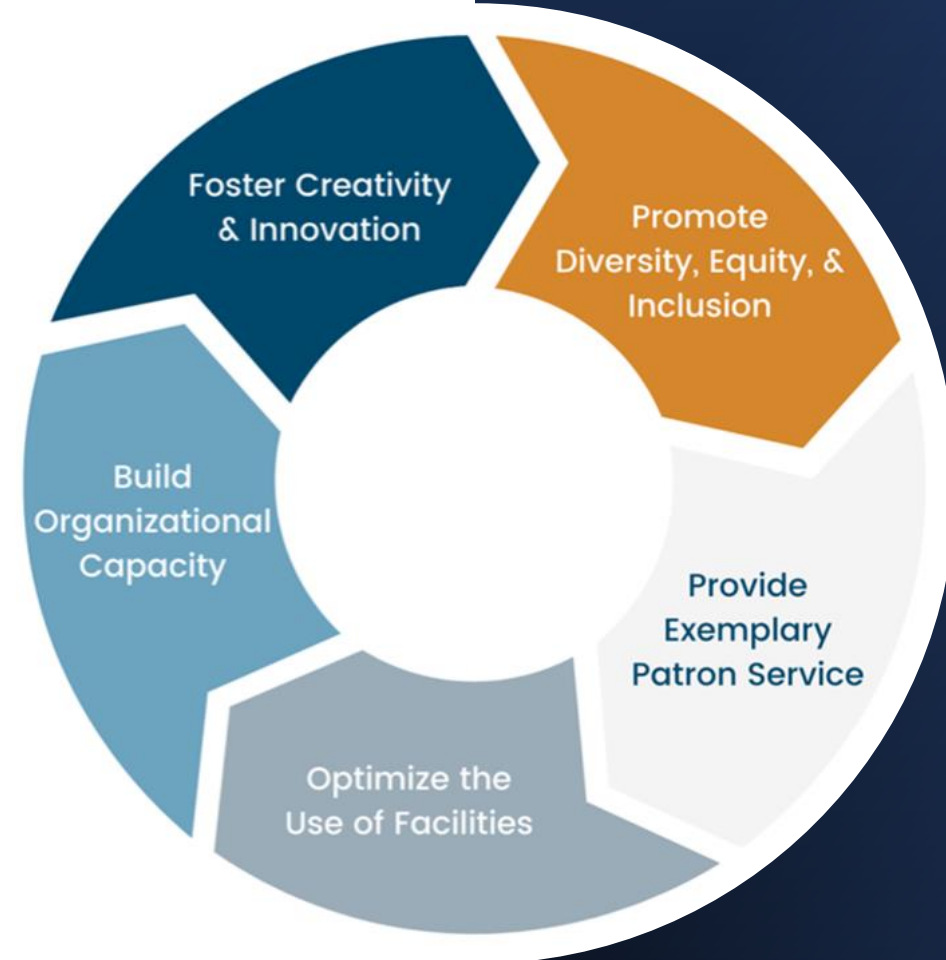 Foster Creativity
& Innovation
Promote
Diversity, Equity, &
Inclusion
Provide
Exemplary
Patron Service
Optimize the
Use of Facilities
Build
Organizational
Capacity